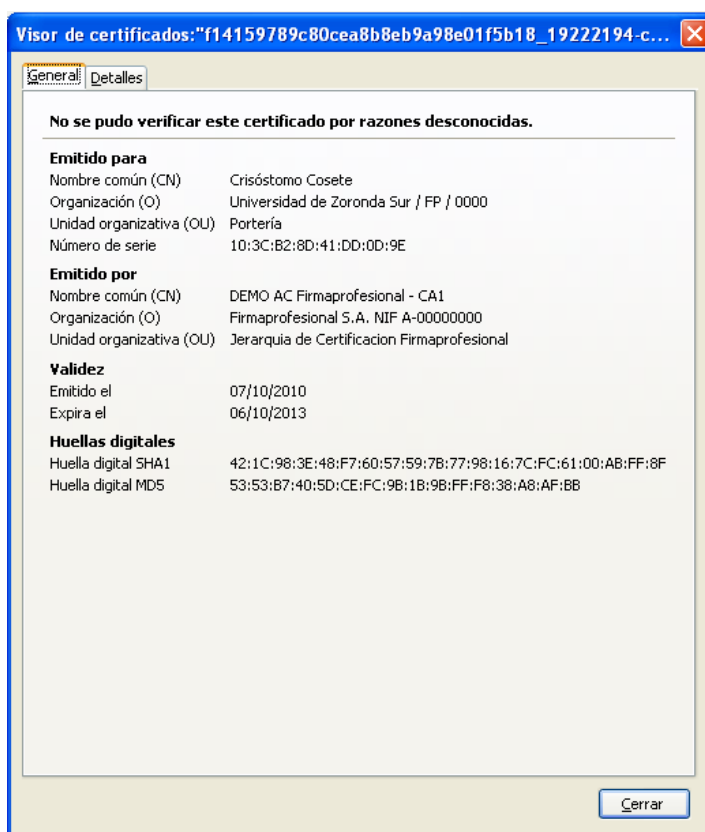 Visor de certificados:"f14159789c80cea8b8eb9a98e01f5b18_19222194-c...
General Detalles
No se pudo verificar este certificado por razones desconocidas.
Emitido para
Nombre común (CN) Crisóstomo Cosete
Organización (O) Universidad de Zoronda Sur / FP / 0000
Unidad organizativa (OU) Portería
Número de serie 10:3C:B2:8D:41:DD:0D:9E
Emitido por
Nombre común (CN) DEMO AC Firmaprofesional - CA1
Organización (O) Firmaprofesional S.A. NIF A-00000000
Unidad organizativa (OU) Jerarquia de Certificacion Firmaprofesional
Validez
Emitido el 07/10/2010
Expira el 06/10/2013
Huellas digitales
Huella digital SHA1 42:1C:98:3E:48:F7:60:57:59:7B:77:98:16:7C:FC:61:00:AB:FF:8F
Huella digital MD5 53:53:B7:40:5D:CE:FC:9B:1B:9B:FF:F8:38:A8:AF:BB
Cerrar